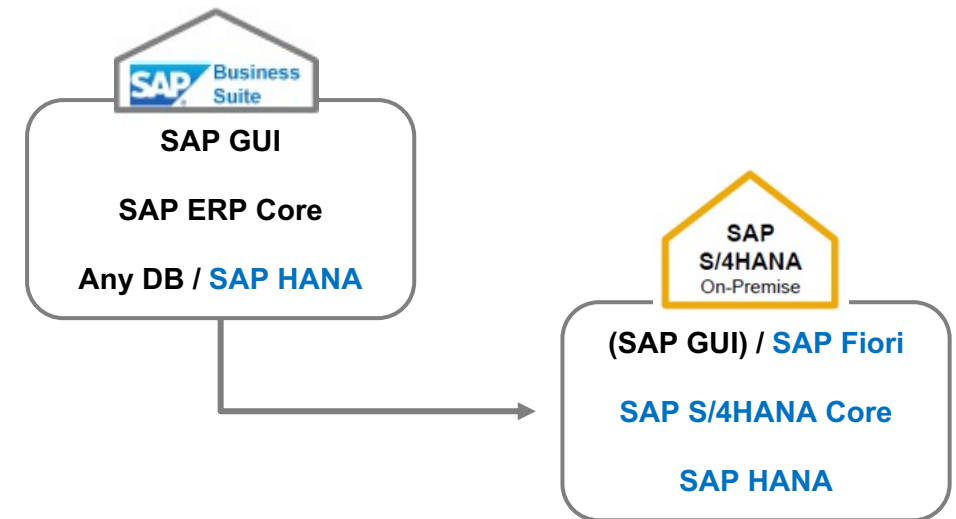 SAP Business
Suite
SAP GUI
SAP ERP Core
Any DB / SAP HANA
SAP
S/4HANA
On-Premise
(SAP GUI) / SAP Fiori
SAP S/4HANA Core
SAP HANA